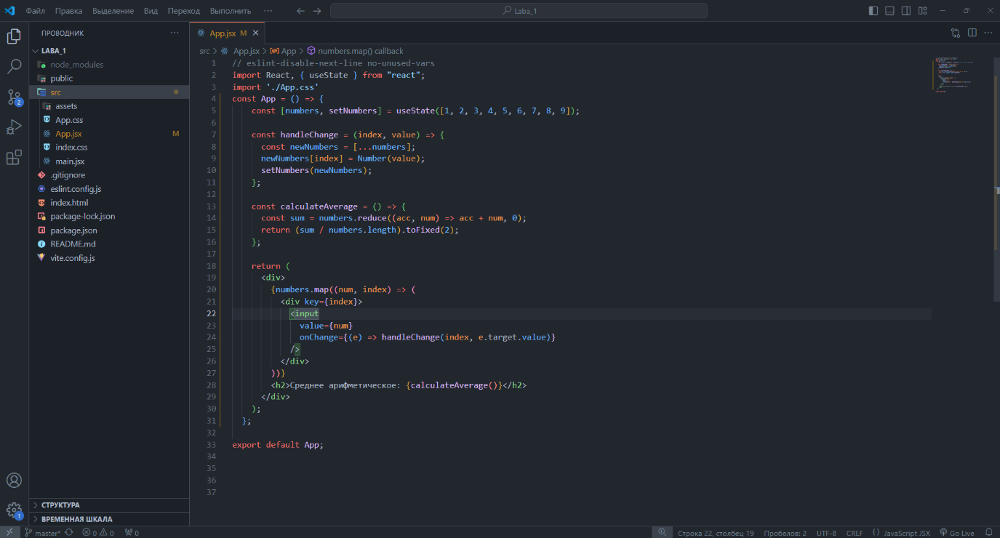 Файл Правка Выделение Вид Переход Выполнить ··· Laba_1
ПРОВОДНИК ···
LABA_1
node_modules
public
src
assets
App.css
App.jsx M
index.css
main.jsx
.gitignore
eslint.config.js
index.html
package-lock.json
package.json
README.md
vite.config.js
СТРУКТУРА
ВРЕМЕННАЯ ШКАЛА
2
1
App.jsx M
src > App.jsx > App > numbers.map() callback
1 // eslint-disable-next-line no-unused-vars
2 import React, { useState } from "react";
3 import './App.css'
4 const App = () => {
5     const [numbers, setNumbers] = useState([1, 2, 3, 4, 5, 6, 7, 8, 9]);
6
7     const handleChange = (index, value) => {
8       const newNumbers = [...numbers];
9       newNumbers[index] = Number(value);
10       setNumbers(newNumbers);
11     };
12
13     const calculateAverage = () => {
14       const sum = numbers.reduce((acc, num) => acc + num, 0);
15       return (sum / numbers.length).toFixed(2);
16     };
17
18     return (
19       <div>
20         {numbers.map((num, index) => (
21           <div key={index}>
22             <input
23               value={num}
24               onChange={(e) => handleChange(index, e.target.value)}
25             />
26           </div>
27         ))}
28         <h2>Среднее арифметическое: {calculateAverage()}</h2>
29       </div>
30     );
31   };
32
33 export default App;
34
35
36
37
master* 0 0 0 Строка 22, столбец 19 Пробелов: 2 UTF-8 CRLF {} JavaScript JSX Go Live